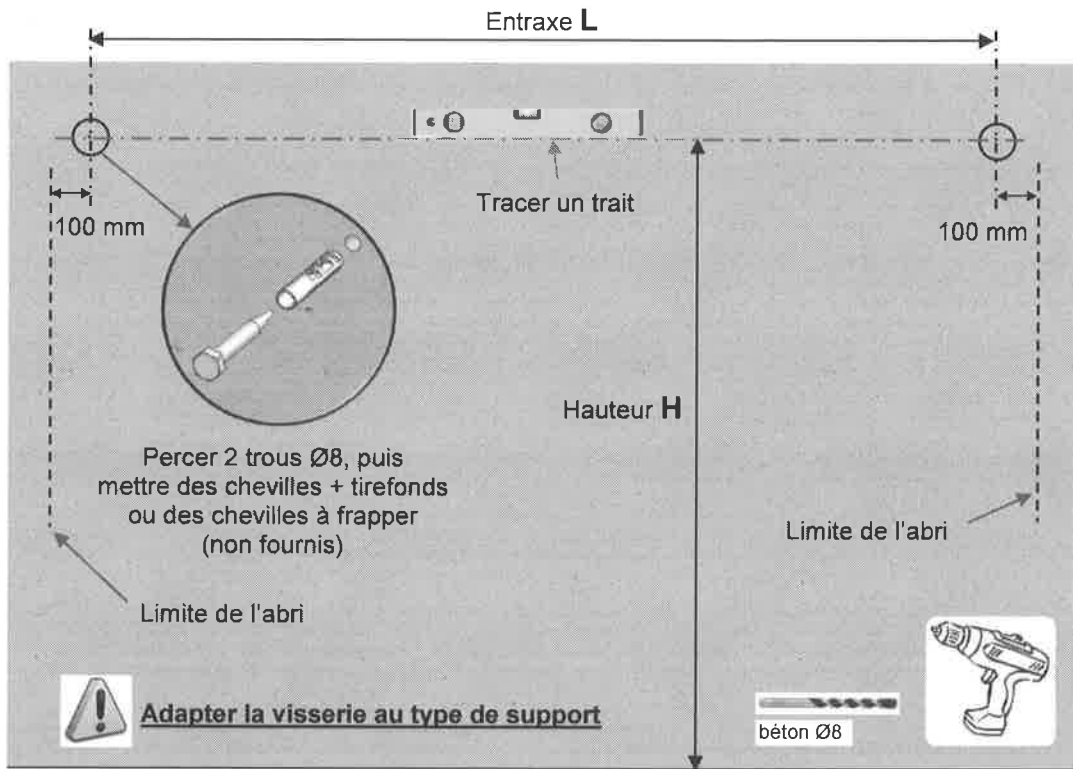 Entraxe L
Tracer un trait
100 mm
100 mm
Hauteur H
Percer 2 trous Ø8, puis
mettre des chevilles + tirefonds
ou des chevilles à frapper
(non fournis)
Limite de l'abri
Limite de l'abri
Adapter la visserie au type de support
béton Ø8